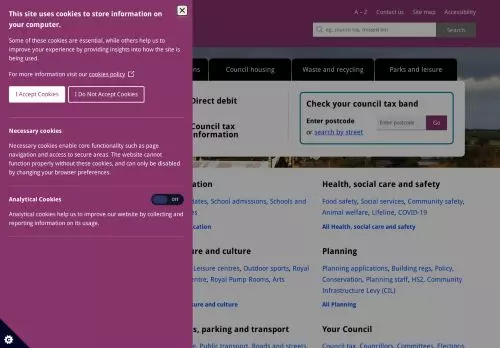 This site uses cookies to store information on
your computer.
Some of these cookies are essential, while others help us to
improve your experience by providing insights into how the site is
being used.
For more information visit our cookies policy
I Accept Cookies
I Do Not Accept Cookies
Necessary cookies
Necessary cookies enable core functionality such as page
navigation and access to secure areas. The website cannot
function properly without these cookies, and can only be disabled
by changing your browser preferences.
Analytical Cookies
Off
Analytical cookies help us to improve our website by collecting and
reporting information on its usage.
A – Z
Contact us
Site map
Accessibility
eg. council tax, missed bin
Search
Council housing
Waste and recycling
Parks and leisure
Direct debit
Council tax
information
Check your council tax band
Enter postcode
or search by street
Enter postcode
Go
dates, School admissions, Schools and
Health, social care and safety
Food safety, Social services, Community safety,
Animal welfare, Lifeline, COVID-19
All Health, social care and safety
ure and culture
Leisure centres, Outdoor sports, Royal
Royal Pump Rooms, Arts
ure and culture
Planning
Planning applications, Building regs, Policy,
Conservation, Planning staff, HS2, Community
Infrastructure Levy (CIL)
All Planning
s, parking and transport
Public transport, Roads and streets
Your Council
Council tax, Councillors, Committees, Elections